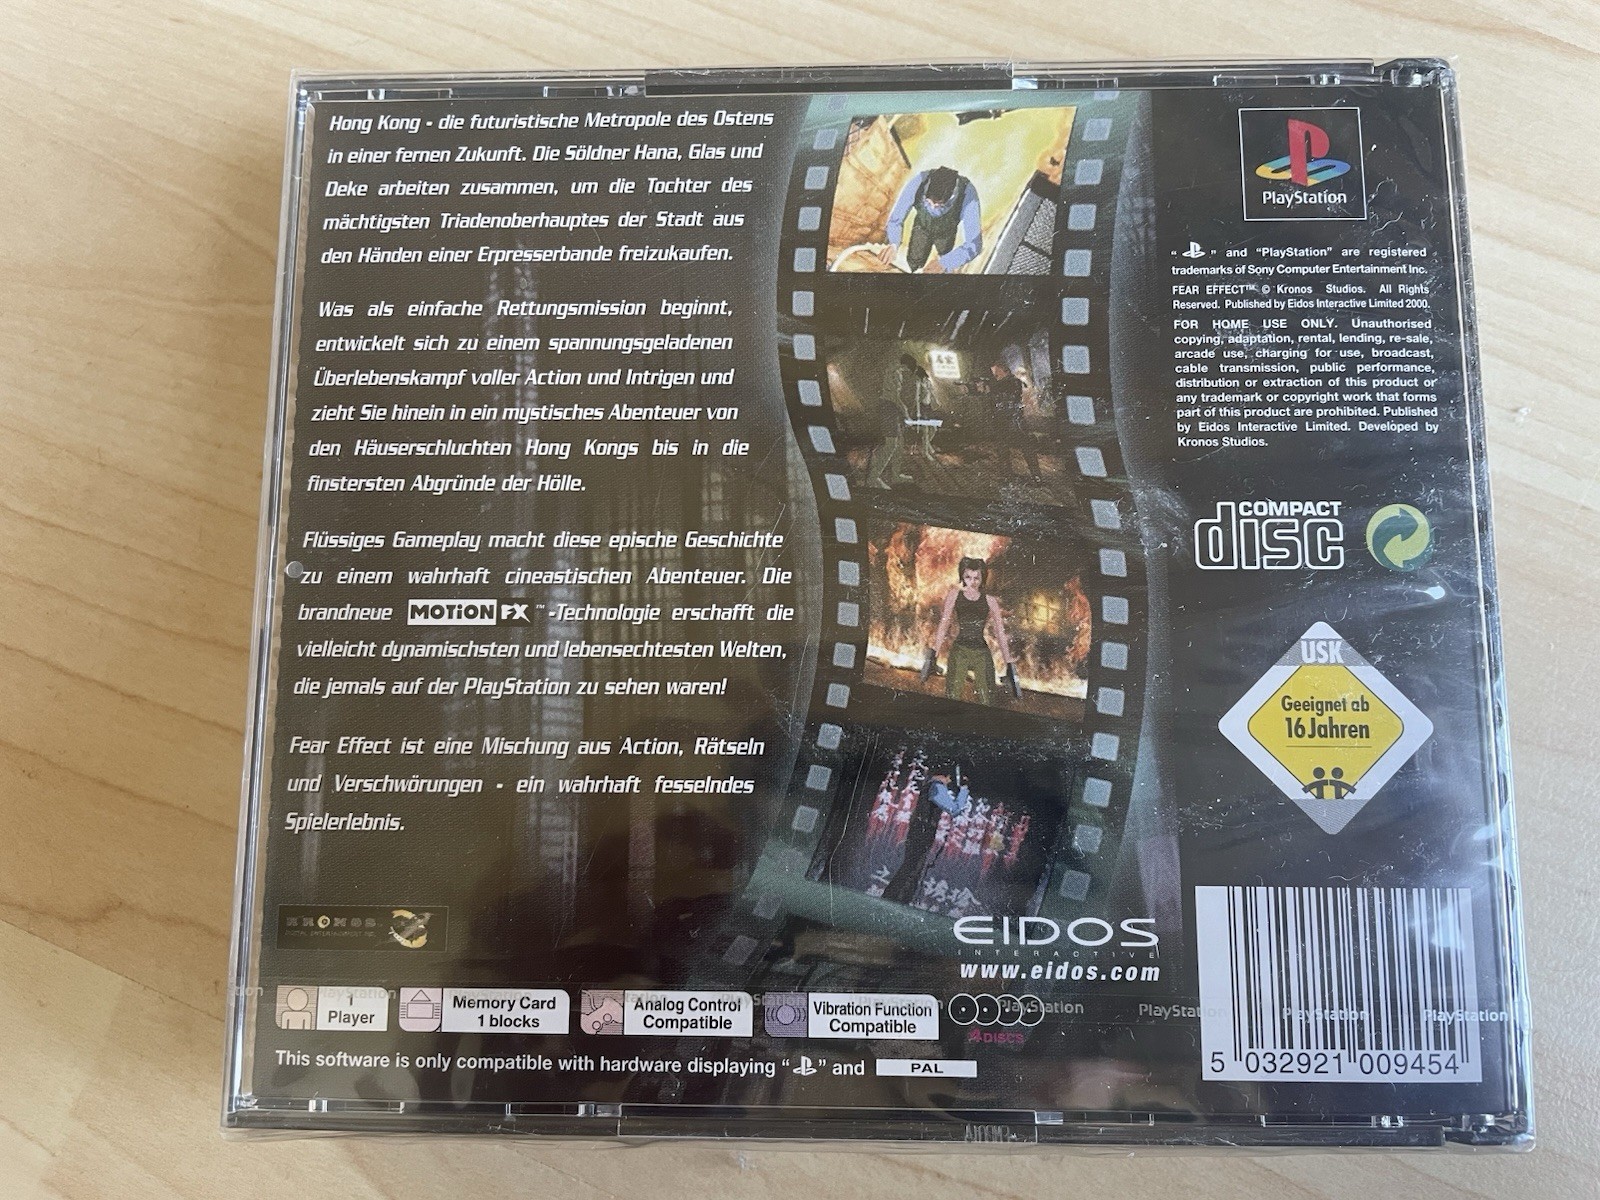 Hong Kong - die futuristische Metropole des Ostens
in einer fernen Zukunft. Die Söldner Hana, Glas und
Deke arbeiten zusammen, um die Tochter des
mächtigsten Triadenoberhauptes der Stadt aus
den Händen einer Erpresserbande freizukaufen.
Was als einfache Rettungsmission beginnt,
entwickelt sich zu einem spannungsgeladenen
Überlebenskampf voller Action und Intrigen und
zieht Sie hinein in ein mystisches Abenteuer von
den Häuserschluchten Hong Kongs bis in die
finstersten Abgründe der Hölle.
Flüssiges Gameplay macht diese epische Geschichte
zu einem wahrhaft cineastischen Abenteuer. Die
brandneue MOTION FX™-Technologie erschafft die
vielleicht dynamischsten und lebensechtesten Welten,
die jemals auf der PlayStation zu sehen waren!
Fear Effect ist eine Mischung aus Action, Rätseln
und Verschwörungen - ein wahrhaft fesselndes
Spielerlebnis.
PlayStation
" " and "PlayStation" are registered
trademarks of Sony Computer Entertainment Inc.
FEAR EFFECT™ © Kronos Studios. All Rights
Reserved. Published by Eidos Interactive Limited 2000.
FOR HOME USE ONLY. Unauthorised
copying, adaptation, rental, lending, re-sale,
arcade use, charging for use, broadcast,
cable transmission, public performance,
distribution or extraction of this product or
any trademark or copyright work that forms
part of this product are prohibited. Published
by Eidos Interactive Limited. Developed by
Kronos Studios.
COMPACT
disc
USK
Geeignet ab
16 Jahren
KRONOS
DIGITAL ENTERTAINMENT INC.
EIDOS
INTERACTIVE
www.eidos.com
1
Player
Memory Card
1 blocks
Analog Control
Compatible
Vibration Function
Compatible
4 DISCS
PlayStation PlayStation PlayStation PlayStation
This software is only compatible with hardware displaying " " and PAL
5 032921 009454